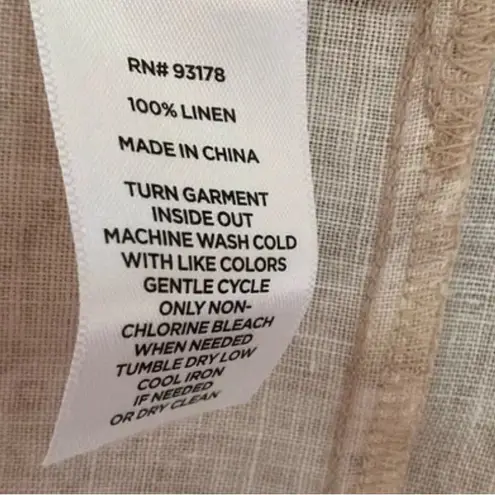 RN# 93178
100% LINEN
MADE IN CHINA
TURN GARMENT
INSIDE OUT
MACHINE WASH COLD
WITH LIKE COLORS
GENTLE CYCLE
ONLY NON-
CHLORINE BLEACH
WHEN NEEDED
TUMBLE DRY LOW
COOL IRON
IF NEEDED
OR DRY CLEAN